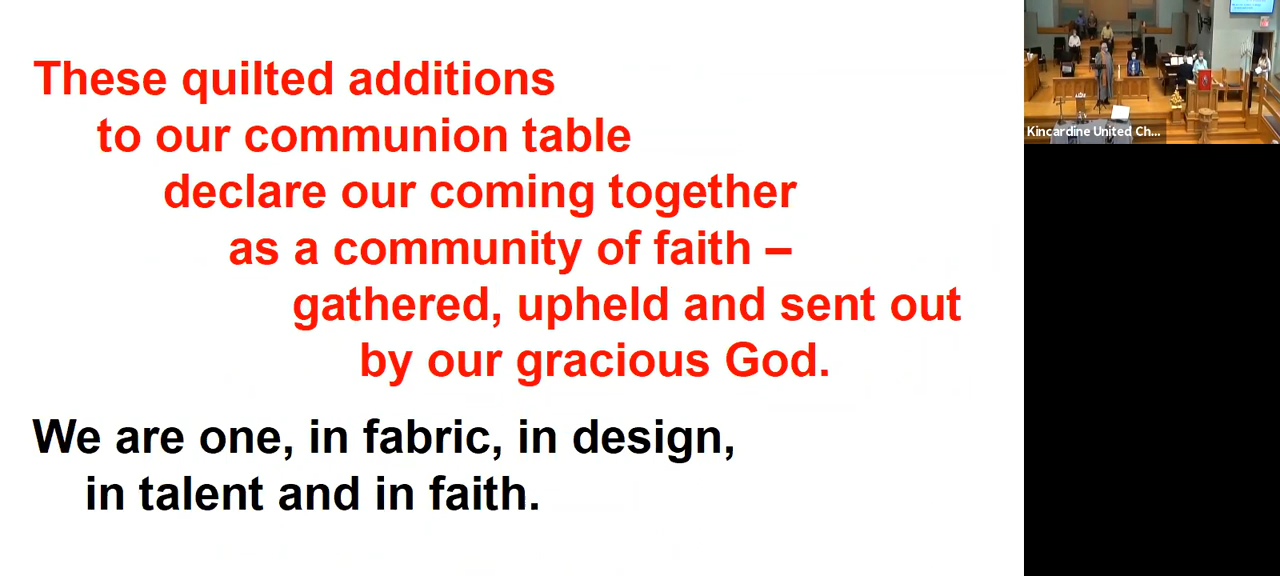 These quilted additions
to our communion table
declare our coming together
as a community of faith –
gathered, upheld and sent out
by our gracious God.
We are one, in fabric, in design,
in talent and in faith.
Kincardine United Ch...